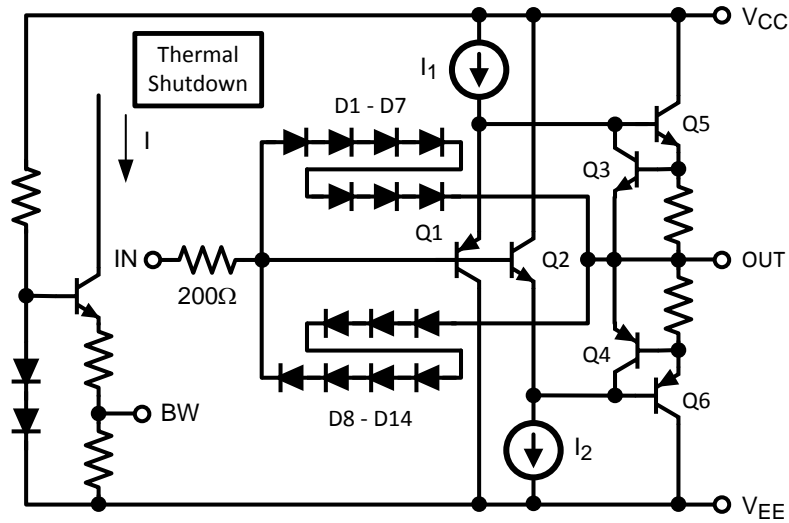 VCC
Thermal
Shutdown
I1
D1 - D7
Q5
I
Q3
Q1
IN
Q2
OUT
200Ω
Q4
Q6
BW
D8 - D14
I2
VEE